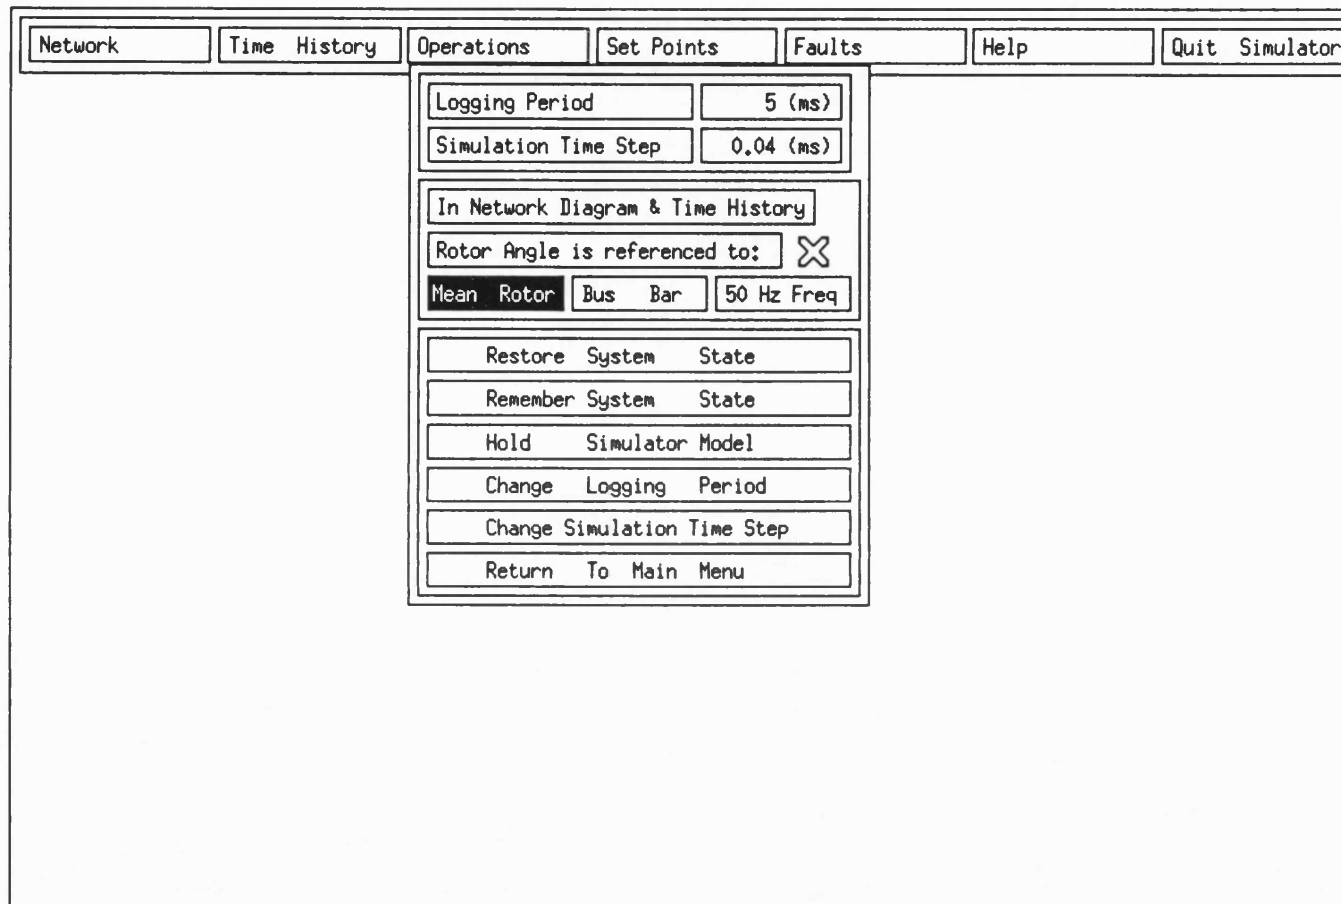 Network Time History Operations Set Points Faults Help Quit Simulator
Logging Period 5 (ms)
Simulation Time Step 0.04 (ms)
In Network Diagram & Time History
Rotor Angle is referenced to:
Mean Rotor Bus Bar 50 Hz Freq
Restore System State
Remember System State
Hold Simulator Model
Change Logging Period
Change Simulation Time Step
Return To Main Menu